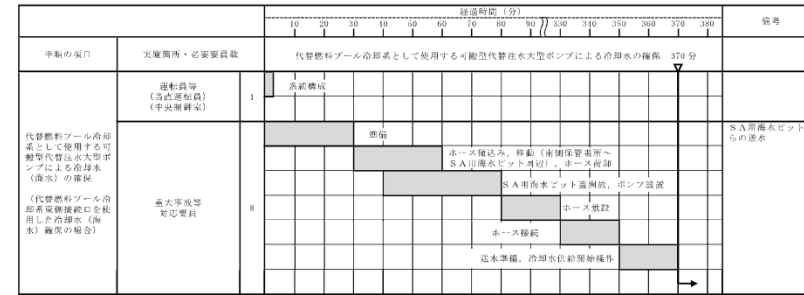 経過時間（分）
備考
10 20 30 40 50 60 70 80 90 330 340 350 360 370 380
手順の項目
実施箇所・必要要員数
代替燃料プール冷却系として使用する可搬型代替注水大型ポンプによる冷却水の確保 370分
代替燃料プール冷却
系として使用する可
搬型代替注水大型ポ
ンプによる冷却水
（海水）の確保
（代替燃料プール冷
却系東側接続口を使
用した冷却水（海
水）確保の場合）
運転員等
（当直運転員）
（中央制御室）
1
系統構成
重大事故等
対応要員
8
準備
ホース積込み，移動（南側保管場所～
ＳＡ用海水ピット周辺），ホース荷卸
ＳＡ用海水ピット蓋開放，ポンプ設置
ホース敷設
ホース接続
送水準備，冷却水供給開始操作
ＳＡ用海水ピットか
らの送水